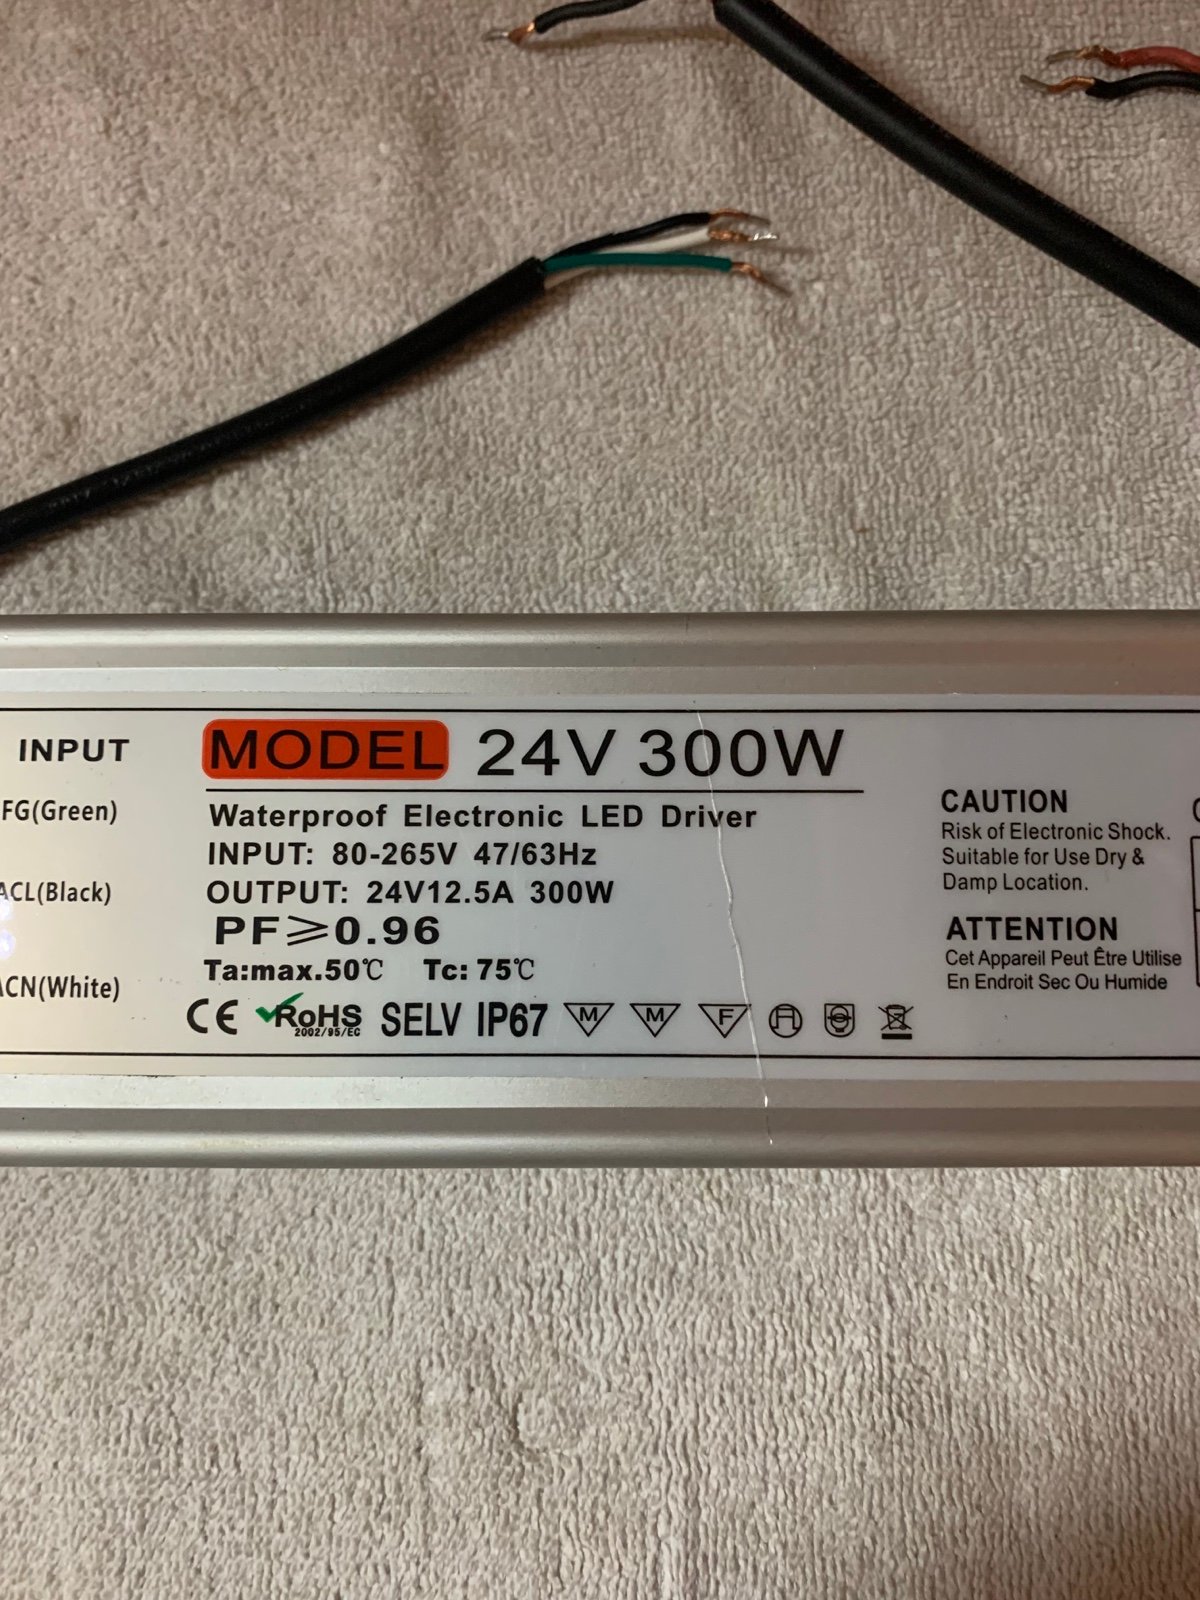 INPUT
FG(Green)
ACL(Black)
ACN(White)
MODEL 24V 300W
Waterproof Electronic LED Driver
INPUT: 80-265V 47/63Hz
OUTPUT: 24V12.5A 300W
PF⩾0.96
Ta:max.50℃ Tc: 75℃
CE RoHS SELV IP67 M M F
2002/95/EC
CAUTION
Risk of Electronic Shock.
Suitable for Use Dry &
Damp Location.
ATTENTION
Cet Appareil Peut Être Utilise
En Endroit Sec Ou Humide